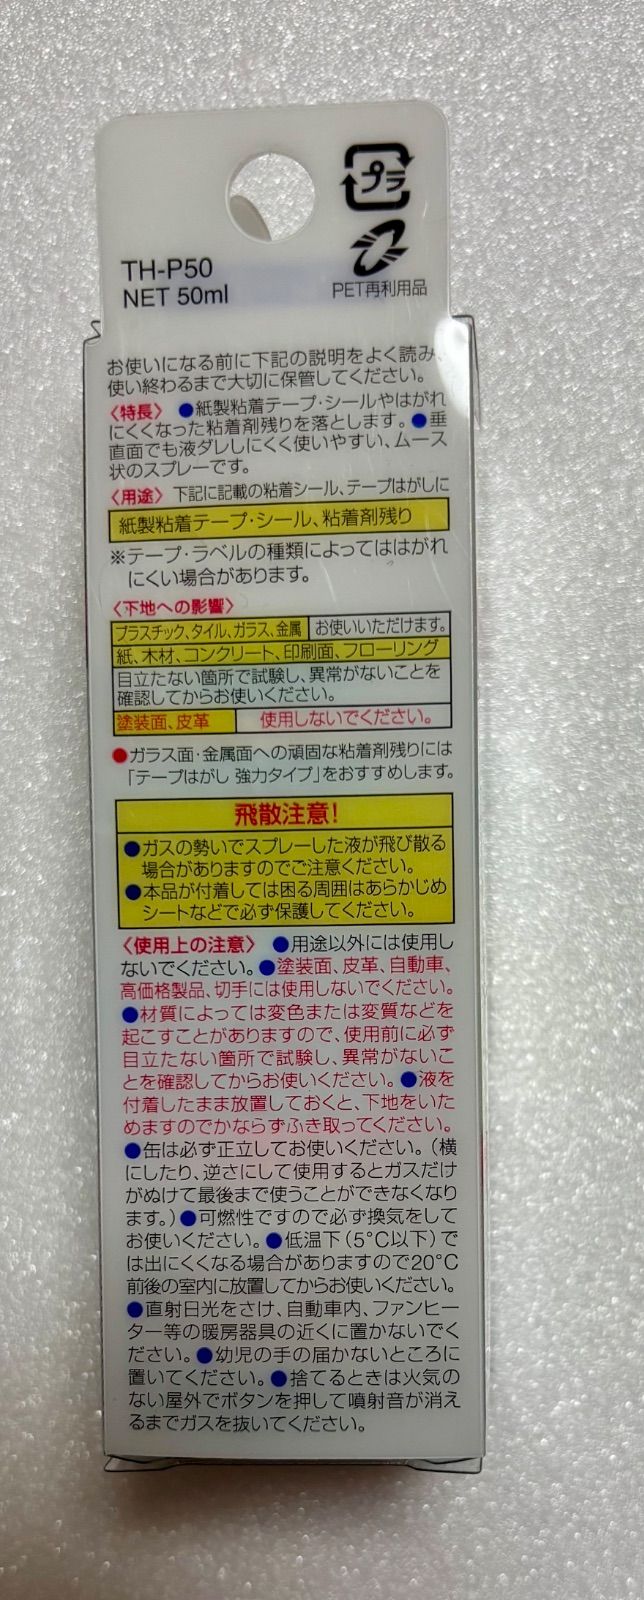 プラ
TH-P50
NET 50ml
PET再利用品
お使いになる前に下記の説明をよく読み、
使い終わるまで大切に保管してください。
〈特長〉 ●紙製粘着テープ・シールやはがれ
にくくなった粘着剤残りを落とします。●垂
直面でも液ダレしにくく使いやすい、ムース
状のスプレーです。
〈用途〉 下記に記載の粘着シール、テープはがしに
紙製粘着テープ・シール、粘着剤残り
※テープ・ラベルの種類によってははがれ
にくい場合があります。
〈下地への影響〉
プラスチック、タイル、ガラス、金属 お使いいただけます。
紙、木材、コンクリート、印刷面、フローリング
目立たない箇所で試験し、異常がないことを
確認してからお使いください。
塗装面、皮革 使用しないでください。
●ガラス面・金属面への頑固な粘着剤残りには
「テープはがし 強力タイプ」をおすすめします。
飛散注意!
●ガスの勢いでスプレーした液が飛び散る
場合がありますのでご注意ください。
●本品が付着しては困る周囲はあらかじめ
シートなどで必ず保護してください。
〈使用上の注意〉 ●用途以外には使用し
ないでください。●塗装面、皮革、自動車、
高価格製品、切手には使用しないでください。
●材質によっては変色または変質などを
起こすことがありますので、使用前に必ず
目立たない箇所で試験し、異常がないこ
とを確認してからお使いください。●液を
付着したまま放置しておくと、下地をいた
めますのでかならずふき取ってください。
●缶は必ず正立してお使いください。(横
にしたり、逆さにして使用するとガスだけ
がぬけて最後まで使うことができなくなり
ます。)●可燃性ですので必ず換気をして
お使いください。●低温下(5°C以下)で
は出にくくなる場合がありますので20°C
前後の室内に放置してからお使いください。
●直射日光をさけ、自動車内、ファンヒー
ター等の暖房器具の近くに置かないでく
ださい。●幼児の手の届かないところに
置いてください。●捨てるときは火気の
ない屋外でボタンを押して噴射音が消え
るまでガスを抜いてください。